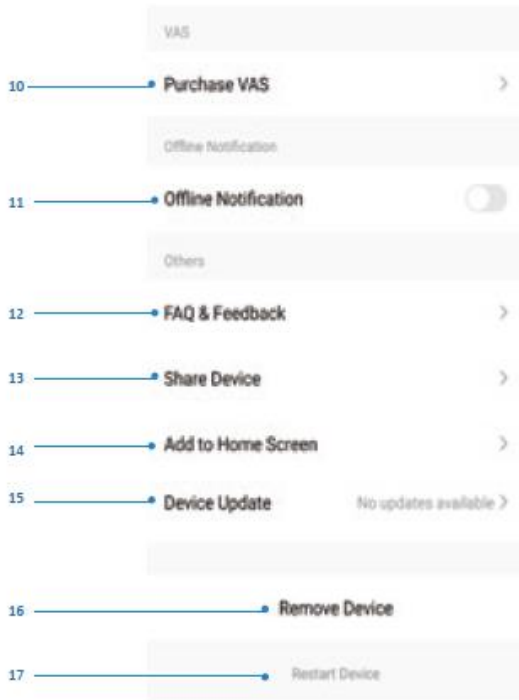 VAS
10 Purchase VAS >
Offline Notification
11 Offline Notification
Others
12 FAQ & Feedback >
13 Share Device >
14 Add to Home Screen >
15 Device Update No updates available >
16 Remove Device
17 Restart Device